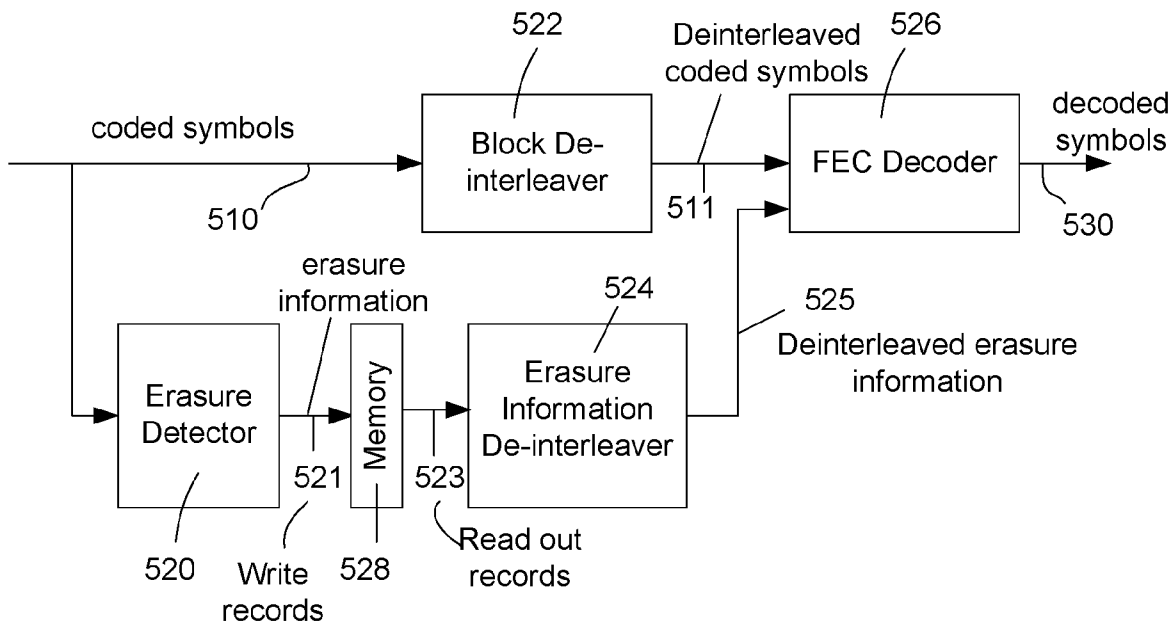 522
Deinterleaved
coded symbols
526
decoded
symbols
coded symbols
Block De-
interleaver
FEC Decoder
510
511
530
erasure
information
524
525
Deinterleaved erasure
information
Erasure
Detector
Memory
Erasure
Information
De-interleaver
521
523
520
Write
records
528
Read out
records